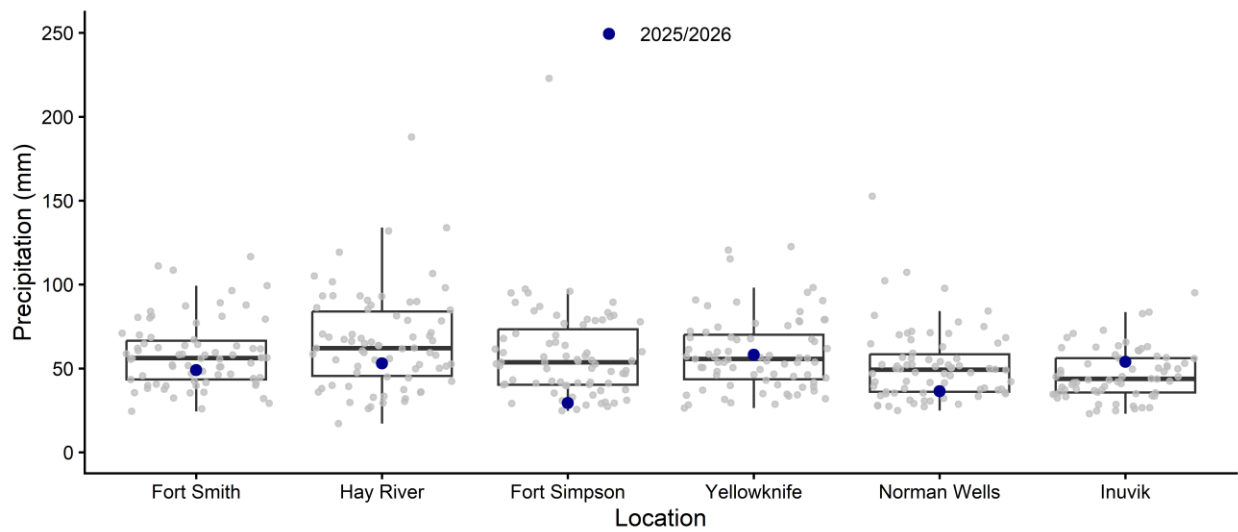 250
2025/2026
200
150
100
50
0
Precipitation (mm)
Fort Smith
Hay River
Fort Simpson
Yellowknife
Norman Wells
Inuvik
Location